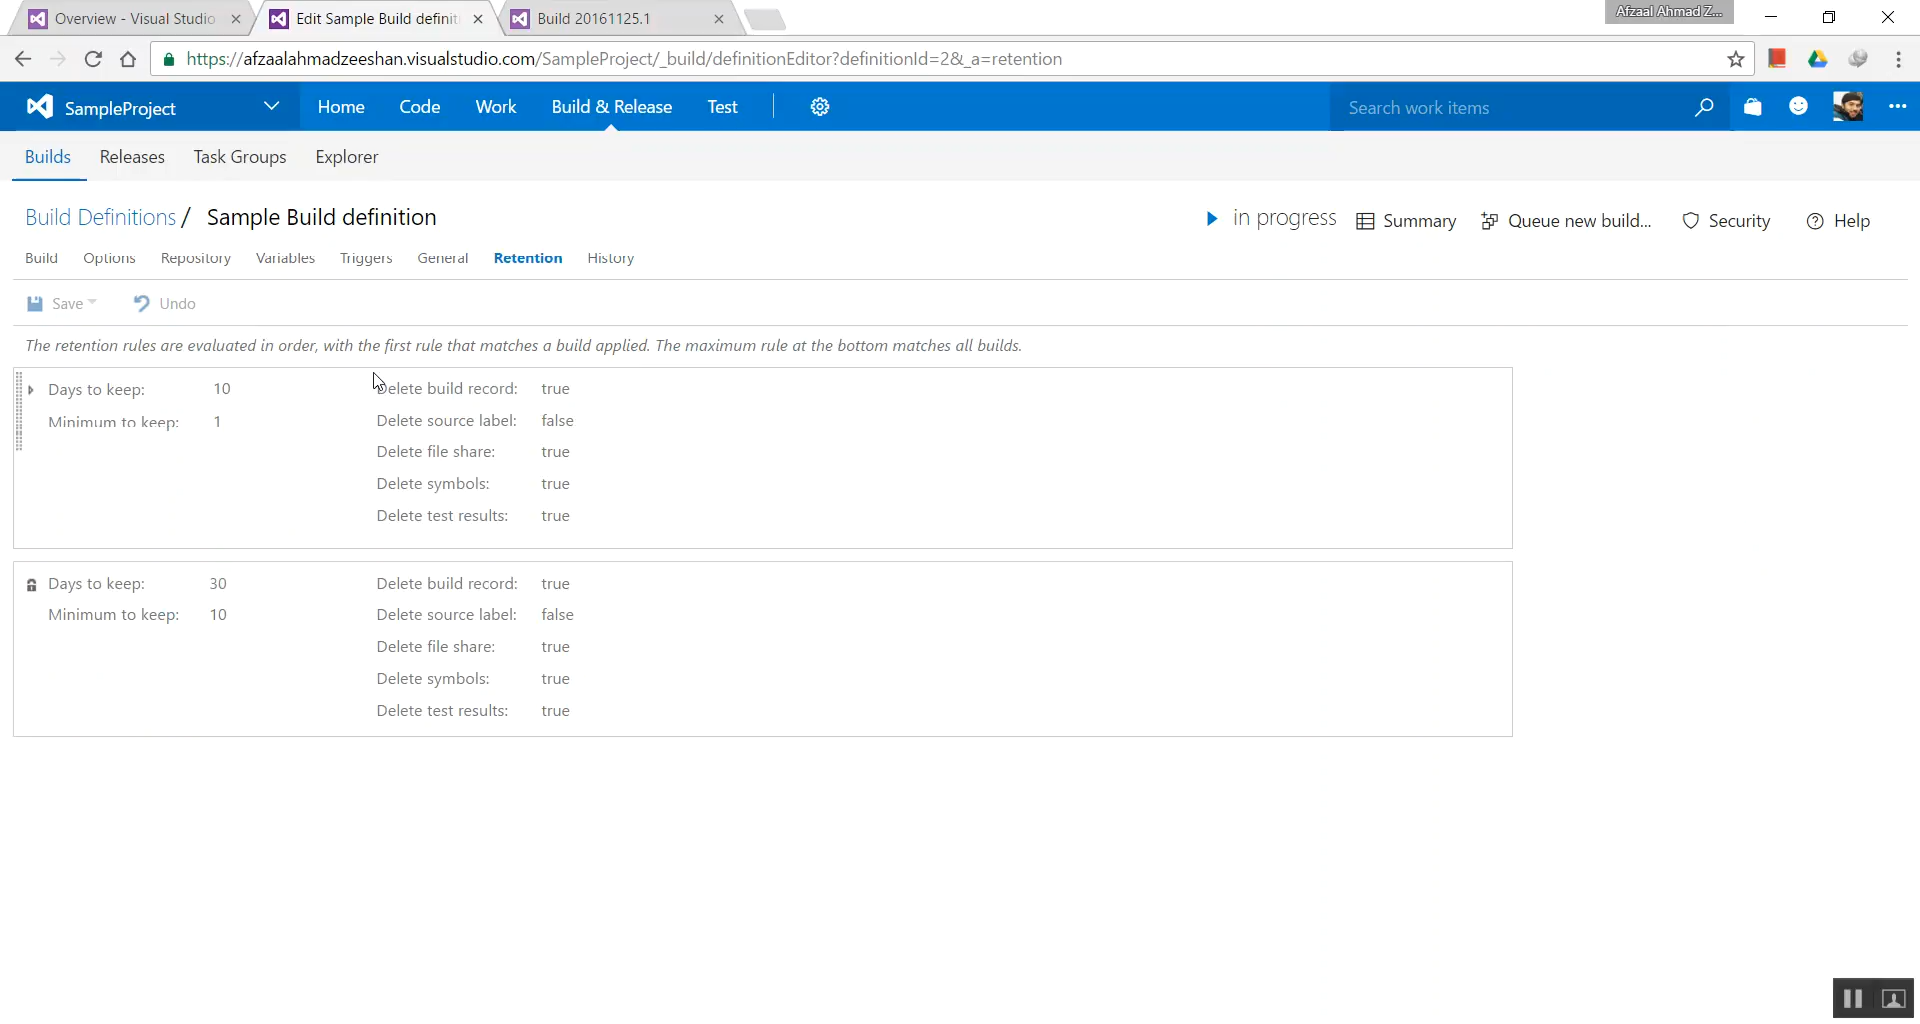 Overview - Visual Studio
Edit Sample Build definit
Build 20161125.1
Afzaal Ahmad Z...
https://afzaalahmadzeeshan.visualstudio.com/SampleProject/_build/definitionEditor?definitionId=2&_a=retention
SampleProject
Home Code Work Build & Release Test
Search work items
Builds Releases Task Groups Explorer
Build Definitions / Sample Build definition
in progress Summary Queue new build... Security Help
Build Options Repository Variables Triggers General Retention History
Save Undo
The retention rules are evaluated in order, with the first rule that matches a build applied. The maximum rule at the bottom matches all builds.
Days to keep: 10 Delete build record: true
Minimum to keep: 1 Delete source label: false
Delete file share: true
Delete symbols: true
Delete test results: true
Days to keep: 30 Delete build record: true
Minimum to keep: 10 Delete source label: false
Delete file share: true
Delete symbols: true
Delete test results: true